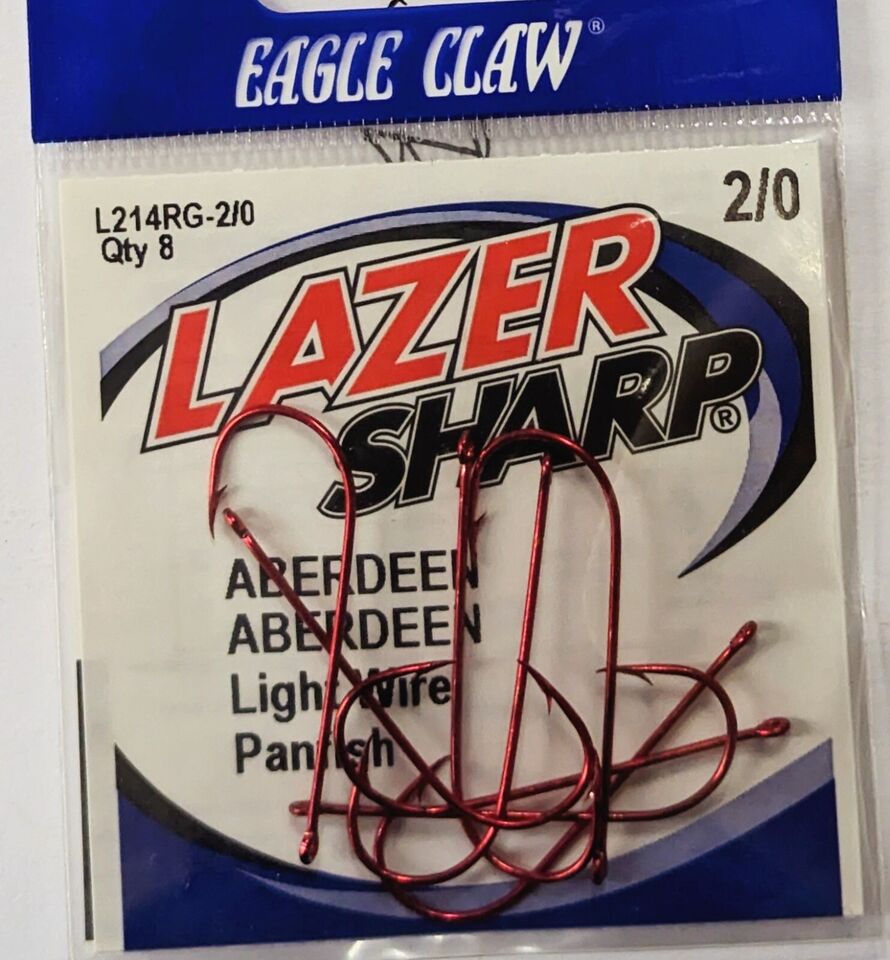 EAGLE CLAW®
L214RG-2/0
2/0
Qty 8
LAZER
SHARP®
ABERDEEN
ABERDEEN
Light Wire
Panfish